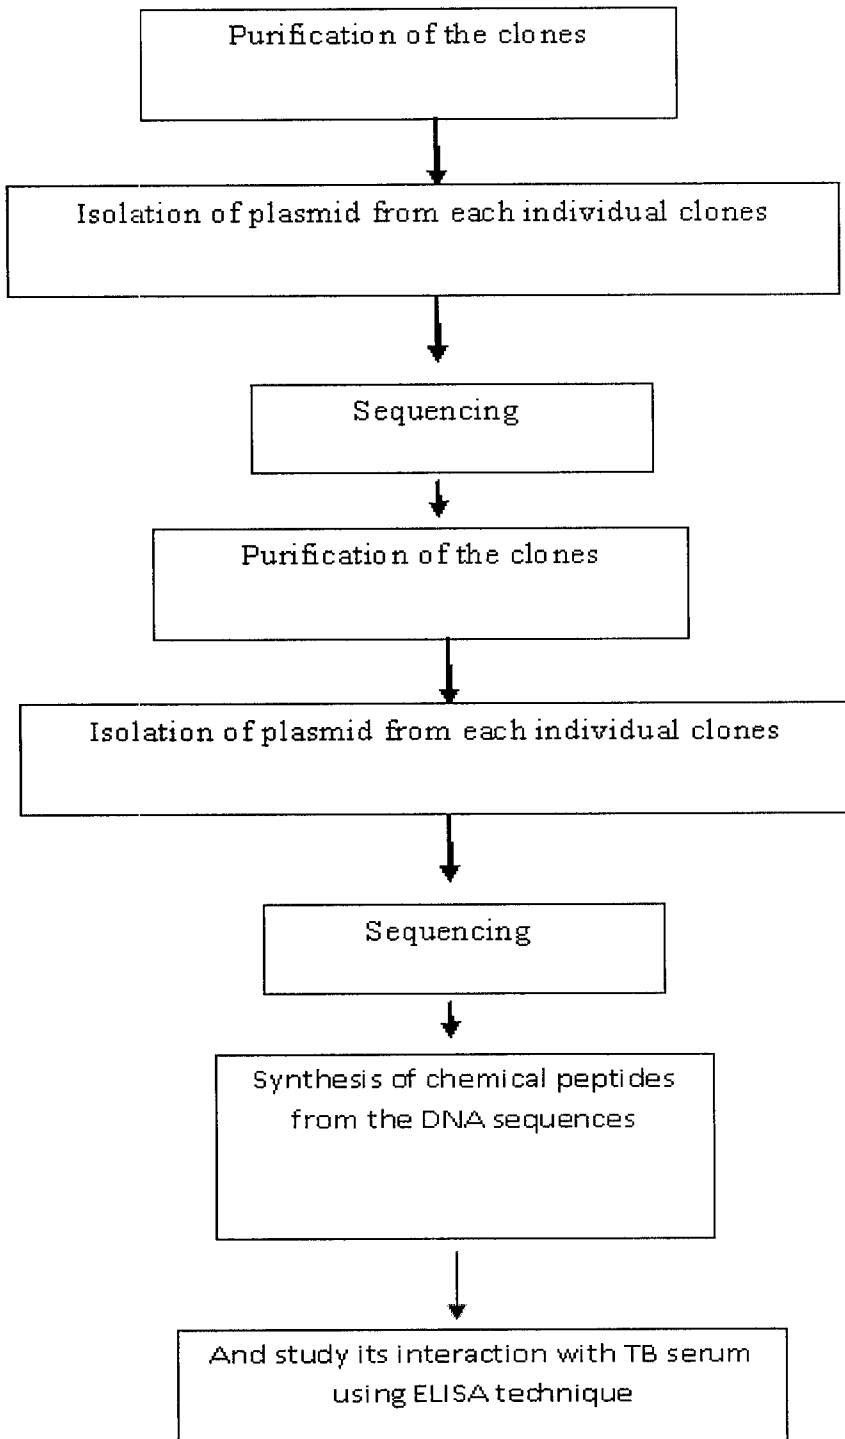 Purification of the clones
Isolation of plasmid from each individual clones
Sequencing
Purification of the clones
Isolation of plasmid from each individual clones
Sequencing
Synthesis of chemical peptides
from the DNA sequences
And study its interaction with TB serum
using ELISA technique